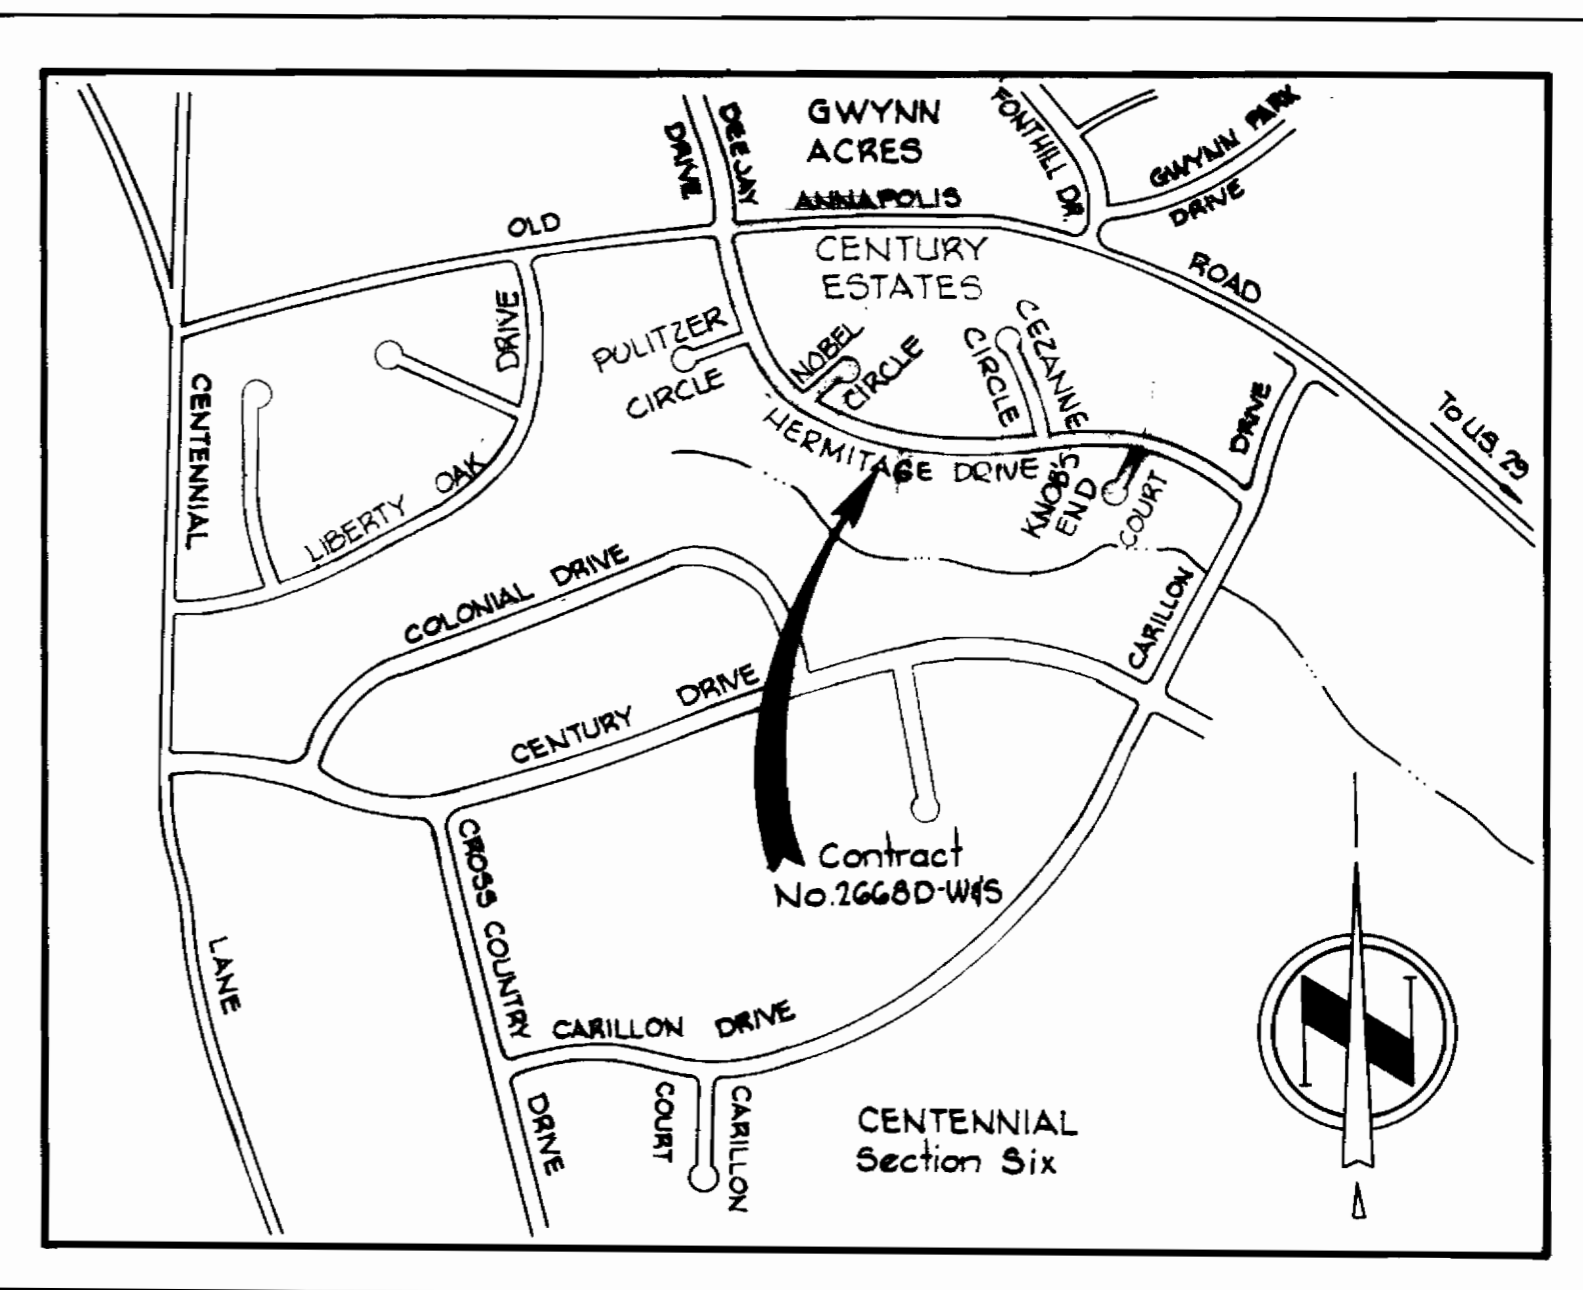 GWYNN
ACRES
DEEJAY
DRIVE
FONTHILL DR.
GWYNN PARK
DRIVE
OLD
ANNAPOLIS
ROAD
CENTURY
ESTATES
To U.S. 29
PULITZER
CIRCLE
NOBEL
CIRCLE
CEZANNE
CIRCLE
HERMITAGE DRIVE
KNOB'S
END
COURT
CARILLON
DRIVE
CENTENNIAL
LANE
LIBERTY OAK
DRIVE
COLONIAL DRIVE
CENTURY DRIVE
CROSS COUNTRY
DRIVE
Contract
No. 2668D-W&S
CARILLON DRIVE
CARILLON
COURT
CENTENNIAL
Section Six
N